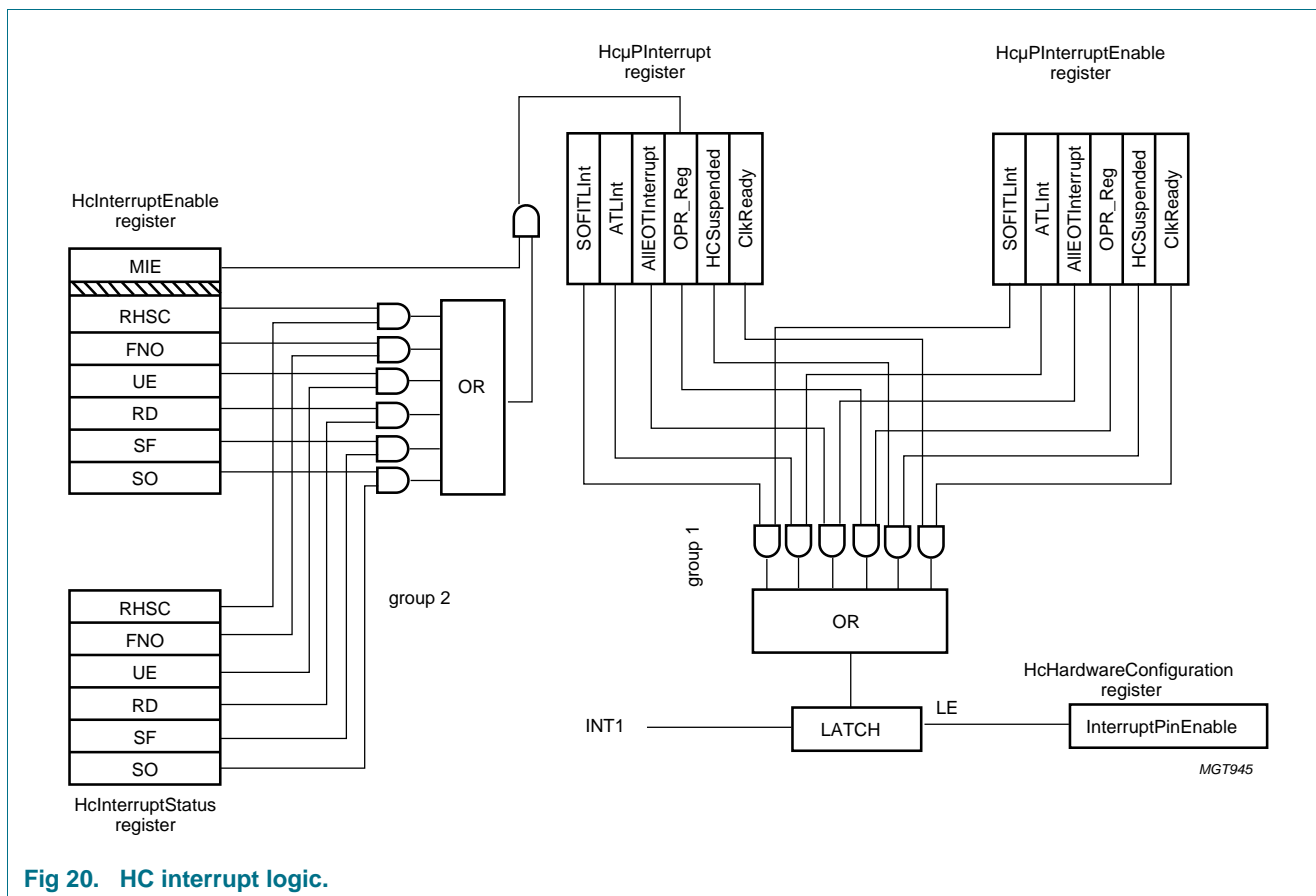 HcµPInterrupt
register
HcµPInterruptEnable
register
SOFITLInt
ATLInt
AllEOTInterrupt
OPR_Reg
HCSuspended
ClkReady
SOFITLInt
ATLInt
AllEOTInterrupt
OPR_Reg
HCSuspended
ClkReady
HcInterruptEnable
register
MIE
RHSC
FNO
UE
RD
SF
SO
OR
group 1
group 2
RHSC
FNO
UE
RD
SF
SO
HcInterruptStatus
register
OR
HcHardwareConfiguration
register
INT1
LATCH
LE
InterruptPinEnable
MGT945
Fig 20. HC interrupt logic.